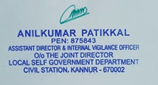 ANILKUMAR PATIKKAL
PEN: 875843
ASSISTANT DIRECTOR & INTERNAL VIGILANCE OFFICER
O/o THE JOINT DIRECTOR
LOCAL SELF GOVERNMENT DEPARTMENT
CIVIL STATION, KANNUR - 670002